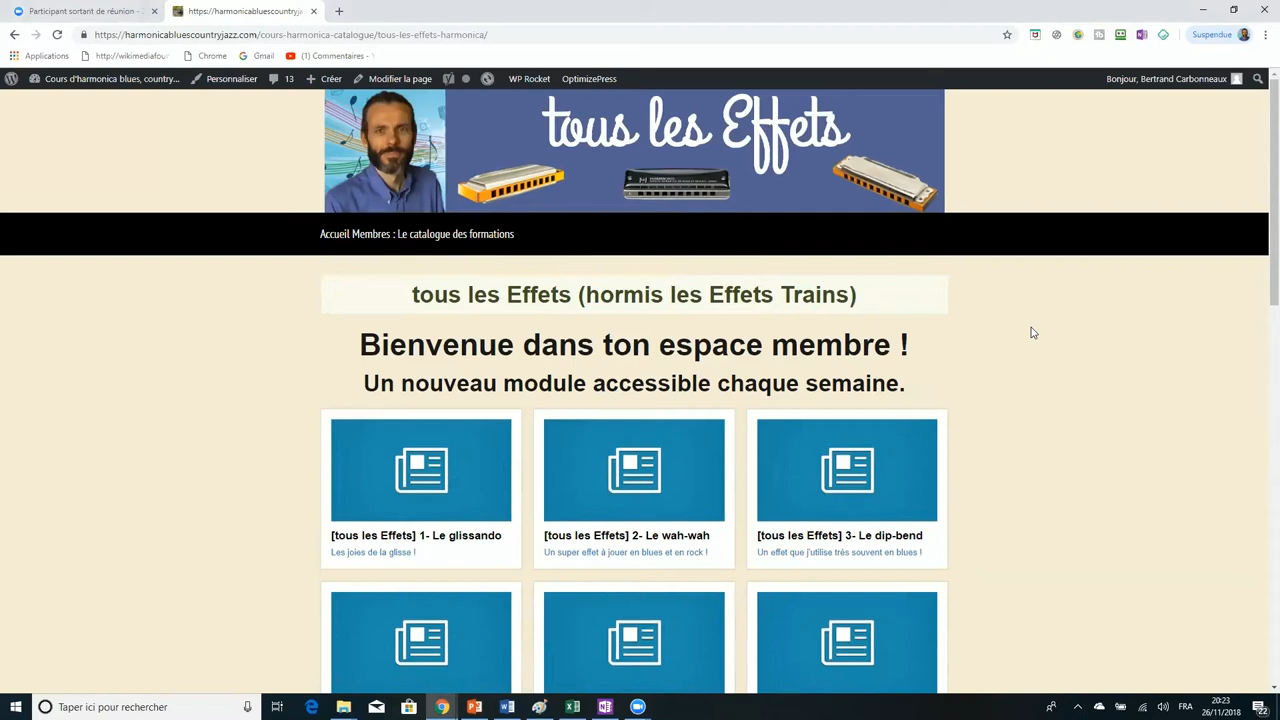 Participant sortant de réunion -
https://harmonicabluescountryja
https://harmonicabluescountryjazz.com/cours-harmonica-catalogue/tous-les-effets-harmonica/
Suspendue
Applications
http://wikimediafou
Chrome
Gmail
(1) Commentaires -
Cours d'harmonica blues, country...
Personnaliser
13
Créer
Modifier la page
WP Rocket
OptimizePress
Bonjour, Bertrand Carbonneaux
tous les Effets
Accueil Membres : Le catalogue des formations
tous les Effets (hormis les Effets Trains)
Bienvenue dans ton espace membre !
Un nouveau module accessible chaque semaine.
[tous les Effets] 1- Le glissando
Les joies de la glisse !
[tous les Effets] 2- Le wah-wah
Un super effet à jouer en blues et en rock !
[tous les Effets] 3- Le dip-bend
Un effet que j'utilise très souvent en blues !
Taper ici pour rechercher
FRA
20:23
26/11/2018
22